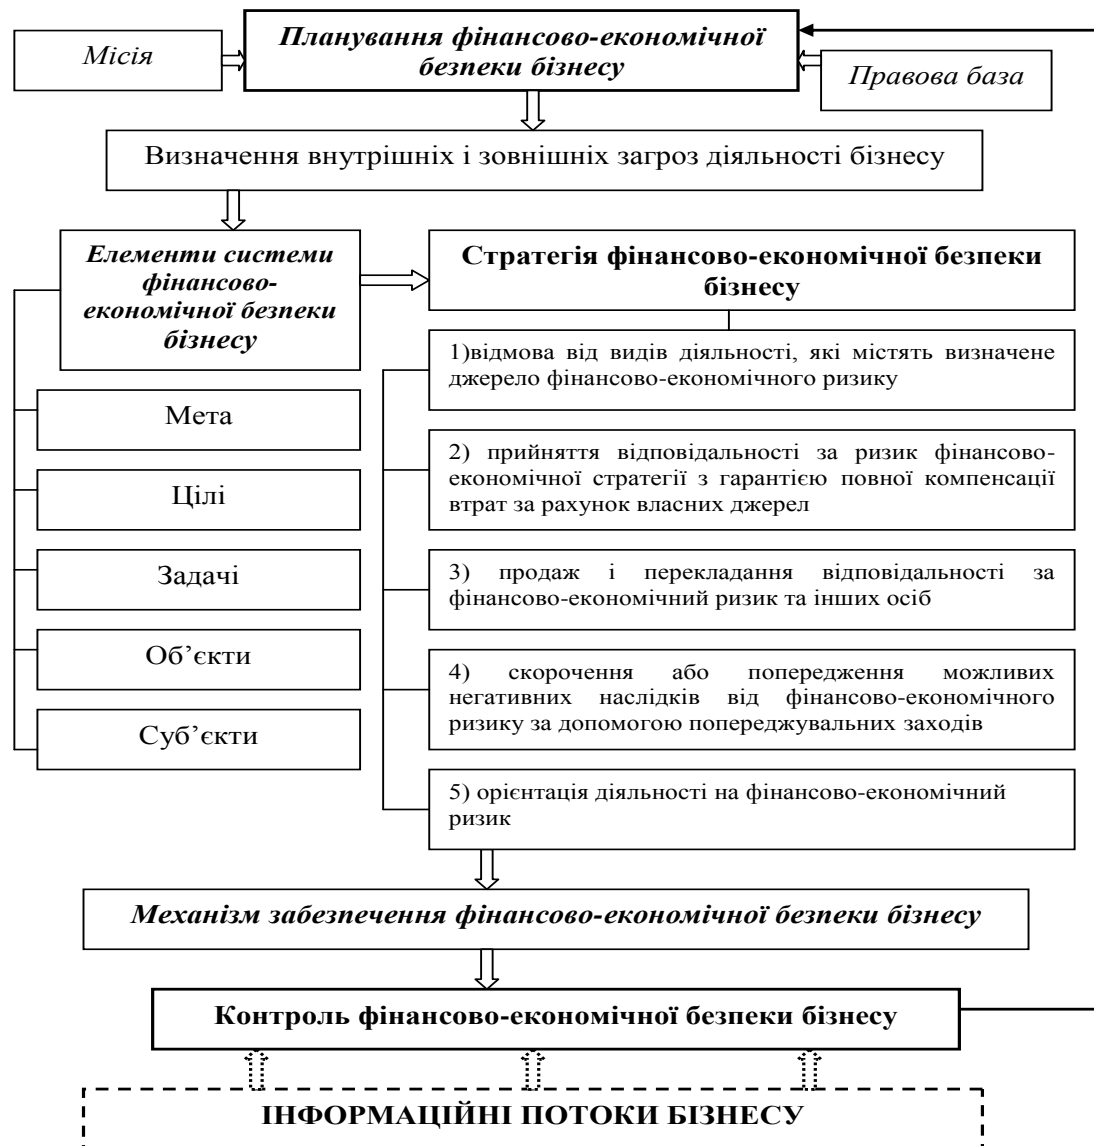 Місія
Планування фінансово-економічної
безпеки бізнесу
Правова база
Визначення внутрішніх і зовнішніх загроз діяльності бізнесу
Елементи системи
фінансово-
економічної безпеки
бізнесу
Мета
Цілі
Задачі
Об’єкти
Суб’єкти
Стратегія фінансово-економічної безпеки
бізнесу
1)відмова від видів діяльності, які містять визначене
джерело фінансово-економічного ризику
2) прийняття відповідальності за ризик фінансово-
економічної стратегії з гарантією повної компенсації
втрат за рахунок власних джерел
3) продаж і перекладання відповідальності за
фінансово-економічний ризик та інших осіб
4) скорочення або попередження можливих
негативних наслідків від фінансово-економічного
ризику за допомогою попереджувальних заходів
5) орієнтація діяльності на фінансово-економічний
ризик
Механізм забезпечення фінансово-економічної безпеки бізнесу
Контроль фінансово-економічної безпеки бізнесу
ІНФОРМАЦІЙНІ ПОТОКИ БІЗНЕСУ